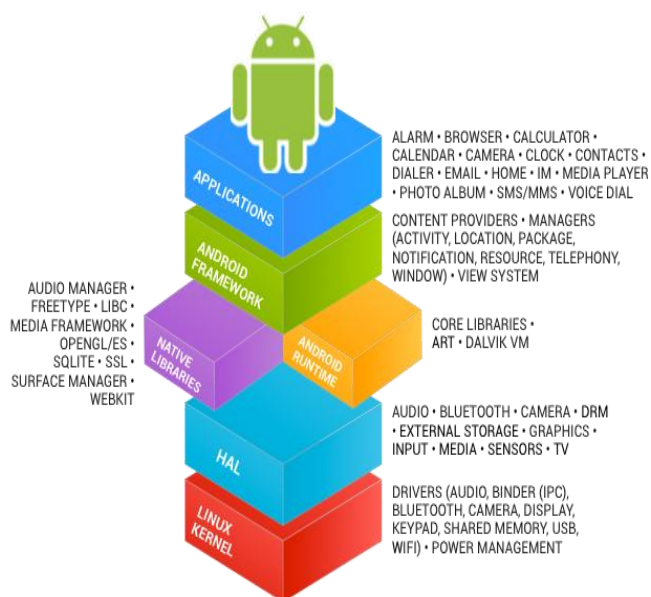 APPLICATIONS
ALARM • BROWSER • CALCULATOR •
CALENDAR • CAMERA • CLOCK • CONTACTS •
DIALER • EMAIL • HOME • IM • MEDIA PLAYER
• PHOTO ALBUM • SMS/MMS • VOICE DIAL
ANDROID
FRAMEWORK
CONTENT PROVIDERS • MANAGERS
(ACTIVITY, LOCATION, PACKAGE,
NOTIFICATION, RESOURCE, TELEPHONY,
WINDOW) • VIEW SYSTEM
AUDIO MANAGER •
FREETYPE • LIBC •
MEDIA FRAMEWORK •
OPENGL/ES •
SQLITE • SSL •
SURFACE MANAGER •
WEBKIT
NATIVE
LIBRARIES
ANDROID
RUNTIME
CORE LIBRARIES •
ART • DALVIK VM
HAL
AUDIO • BLUETOOTH • CAMERA • DRM
• EXTERNAL STORAGE • GRAPHICS •
INPUT • MEDIA • SENSORS • TV
LINUX
KERNEL
DRIVERS (AUDIO, BINDER (IPC),
BLUETOOTH, CAMERA, DISPLAY,
KEYPAD, SHARED MEMORY, USB,
WIFI) • POWER MANAGEMENT